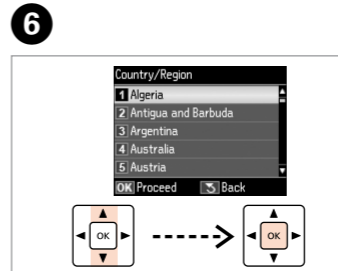 6
Country/Region
1 Algeria
2 Antigua and Barbuda
3 Argentina
4 Australia
5 Austria
OK Proceed Back
OK OK